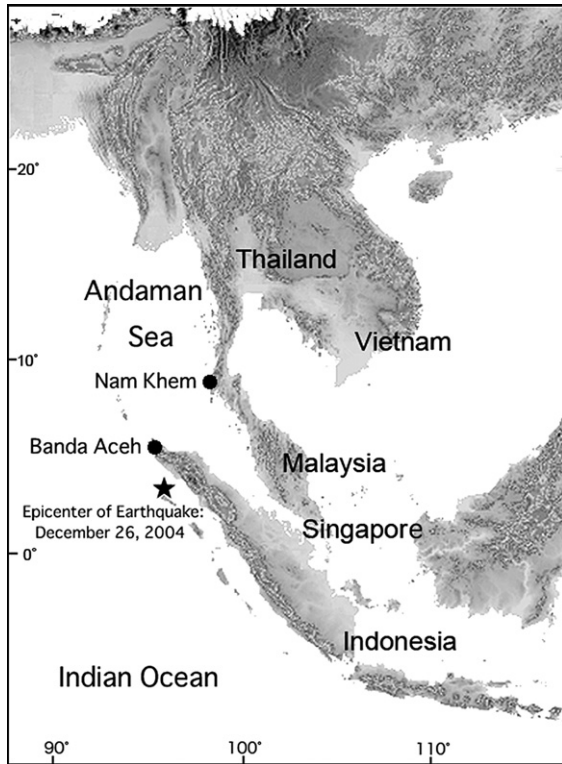 20°
Thailand
Andaman
Sea
Vietnam
10°
Nam Khem
Banda Aceh
Malaysia
Epicenter of Earthquake:
December 26, 2004
Singapore
0°
Indonesia
Indian Ocean
90°
100°
110°